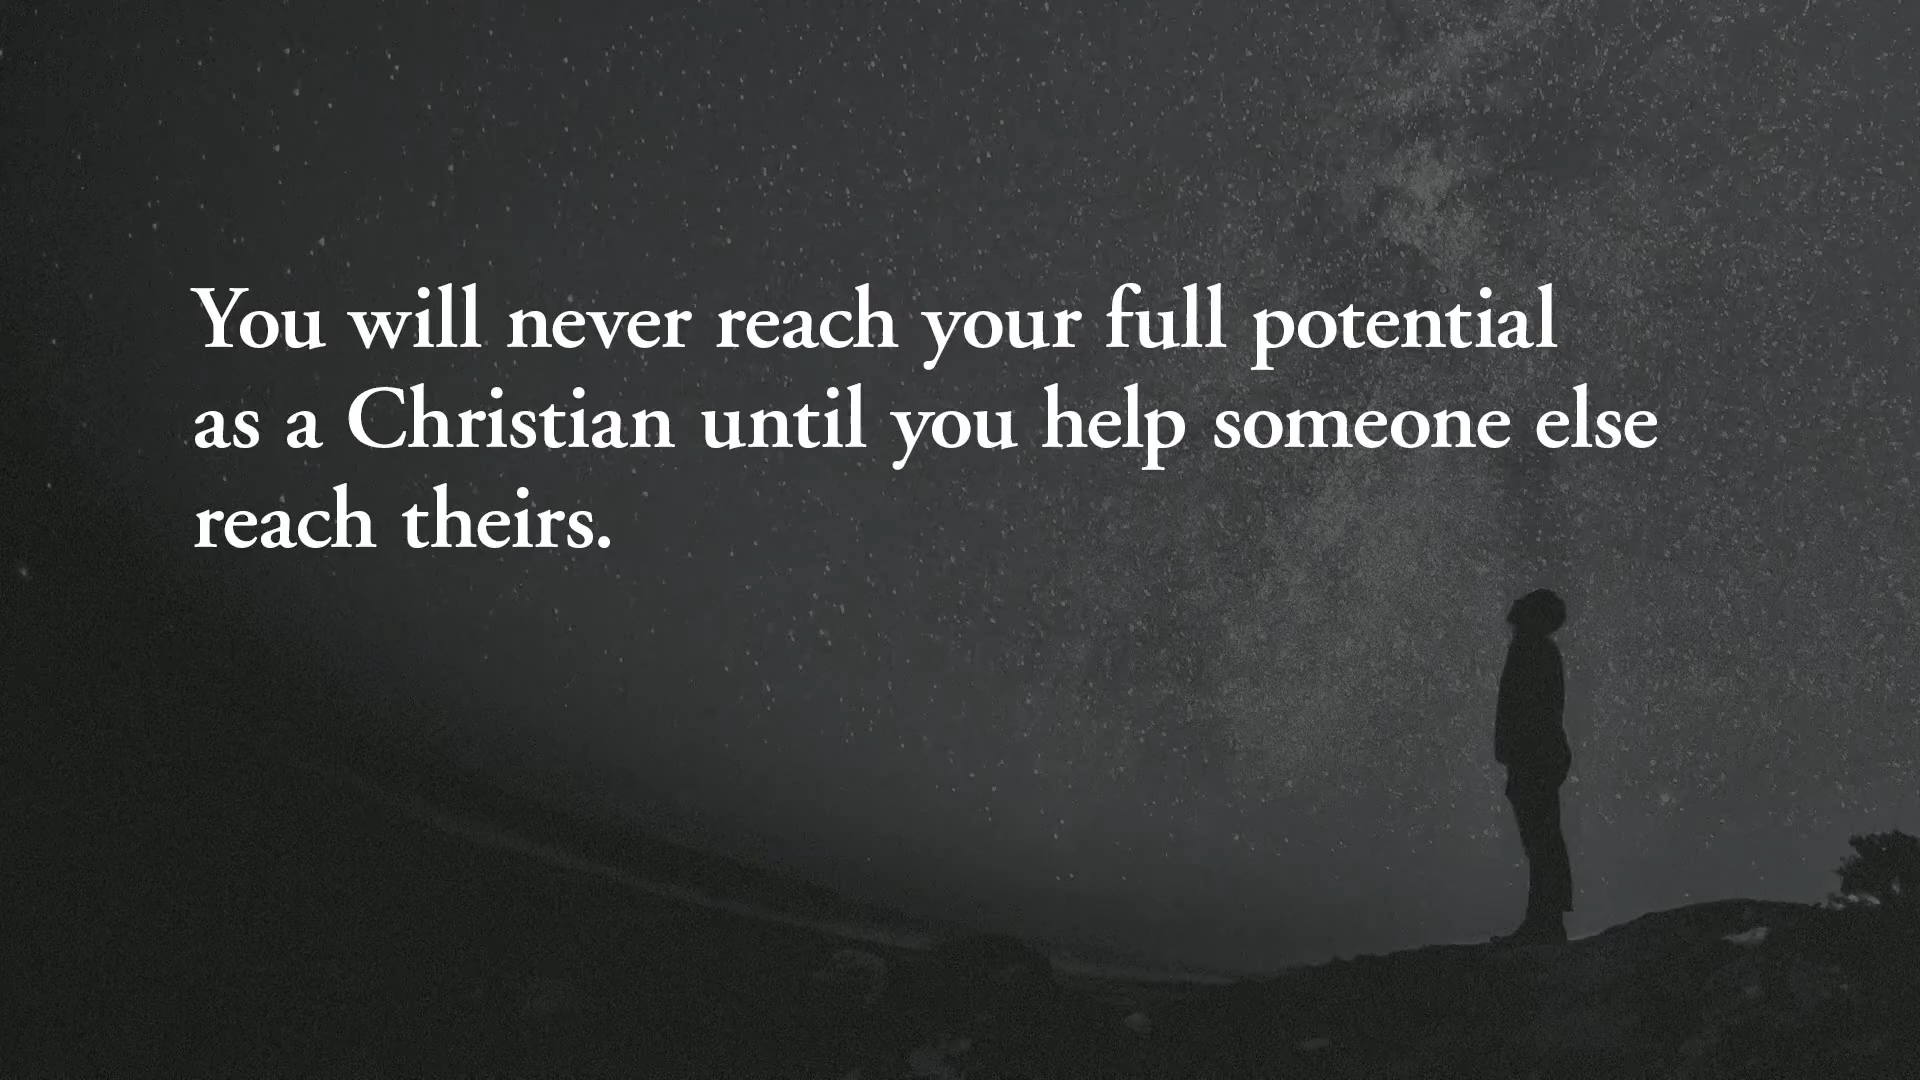 You will never reach your full potential
as a Christian until you help someone else
reach theirs.